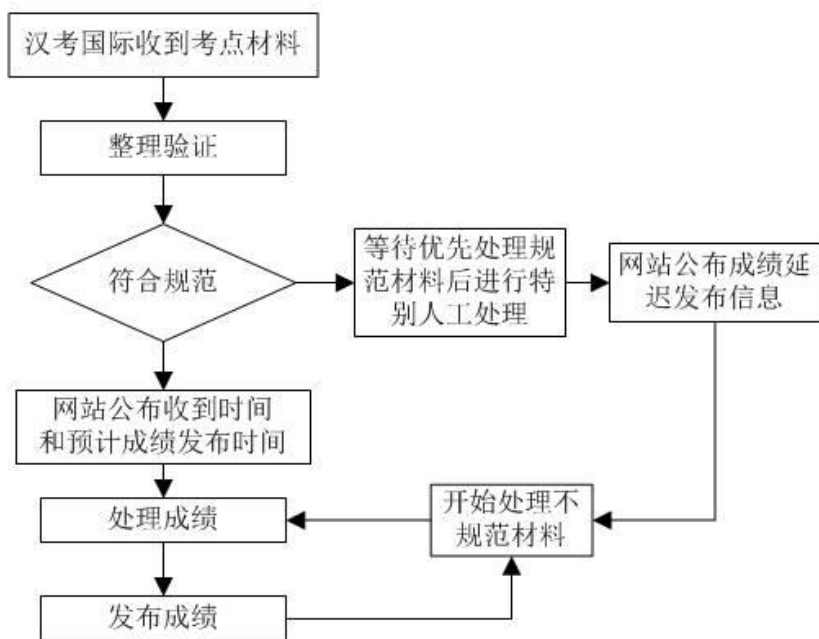 汉考国际收到考点材料
整理验证
符合规范
等待优先处理规
范材料后进行特
别人工处理
网站公布成绩延
迟发布信息
网站公布收到时间
和预计成绩发布时间
处理成绩
开始处理不
规范材料
发布成绩